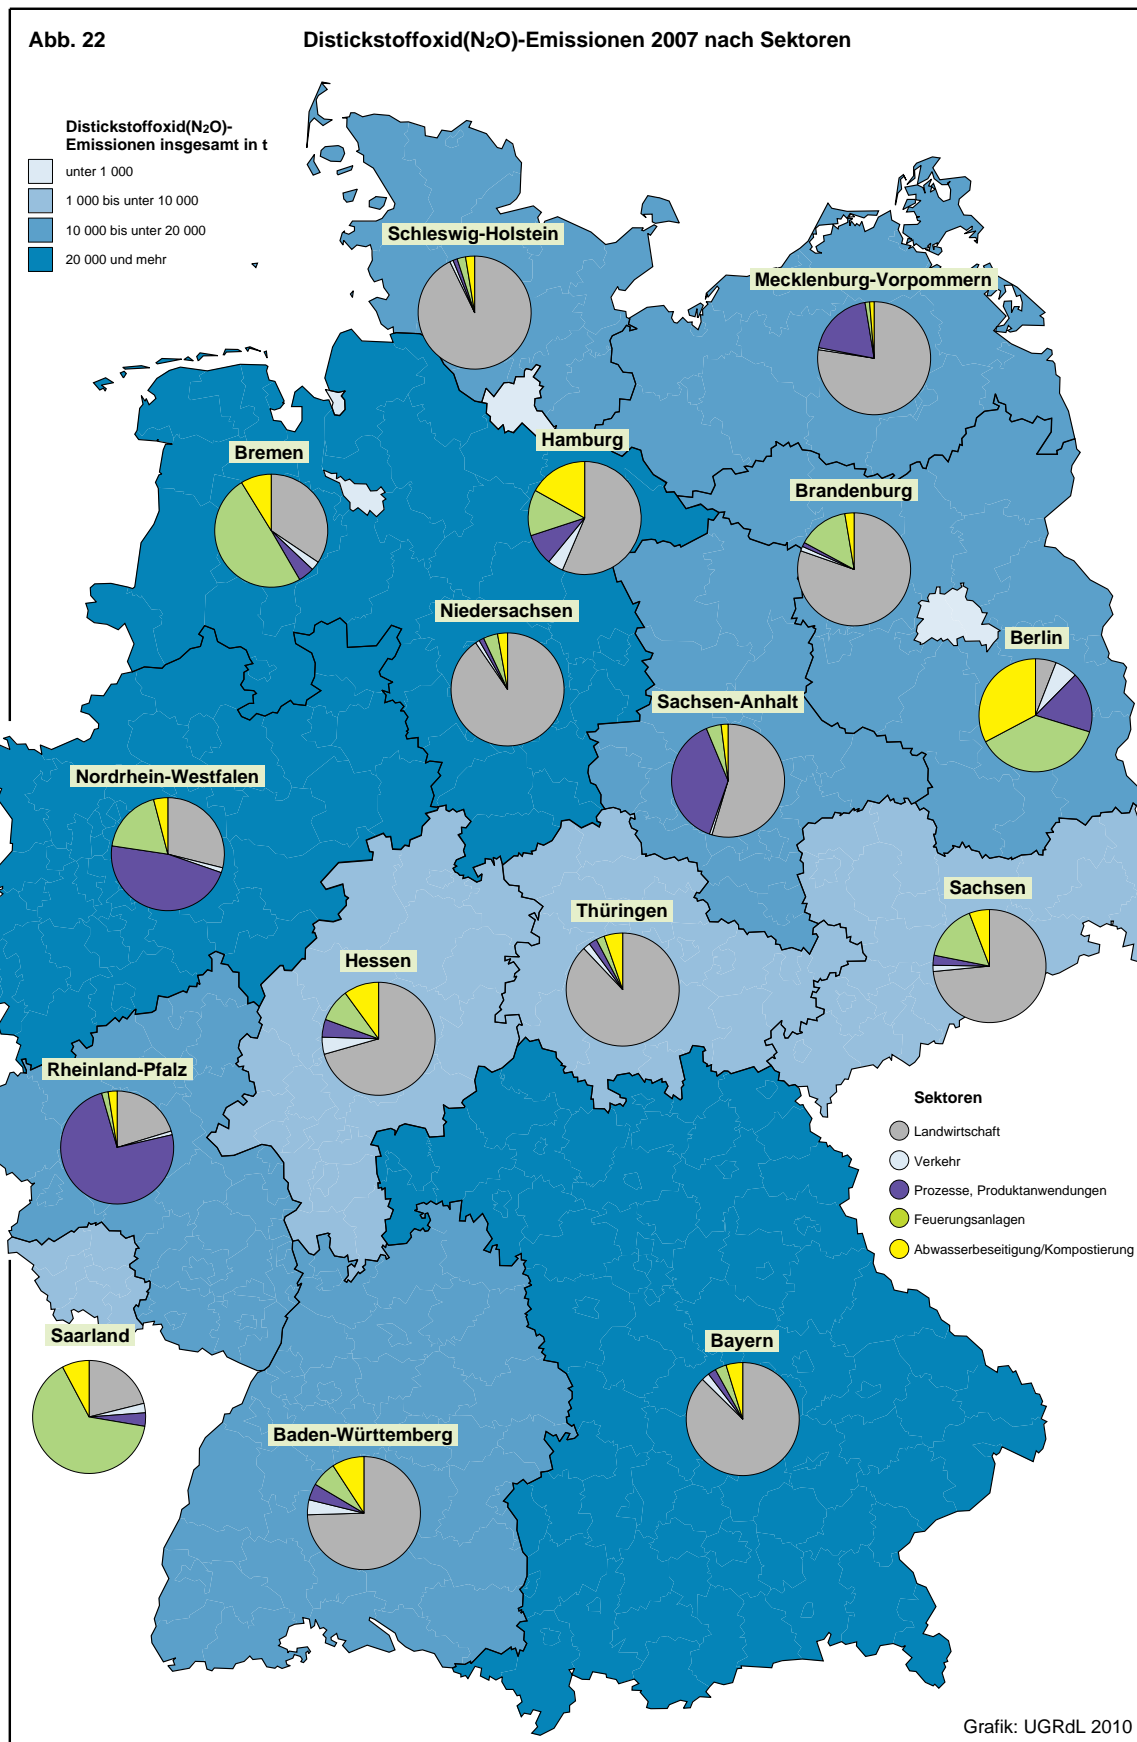 Abb. 22
Distickstoffoxid(N2O)-Emissionen 2007 nach Sektoren
Distickstoffoxid(N2O)-
Emissionen insgesamt in t
unter 1 000
1 000 bis unter 10 000
10 000 bis unter 20 000
20 000 und mehr
Schleswig-Holstein
Mecklenburg-Vorpommern
Hamburg
Bremen
Brandenburg
Niedersachsen
Berlin
Sachsen-Anhalt
Nordrhein-Westfalen
Sachsen
Thüringen
Hessen
Rheinland-Pfalz
Sektoren
Landwirtschaft
Verkehr
Prozesse, Produktanwendungen
Feuerungsanlagen
Abwasserbeseitigung/Kompostierung
Saarland
Bayern
Baden-Württemberg
Grafik: UGRdL 2010